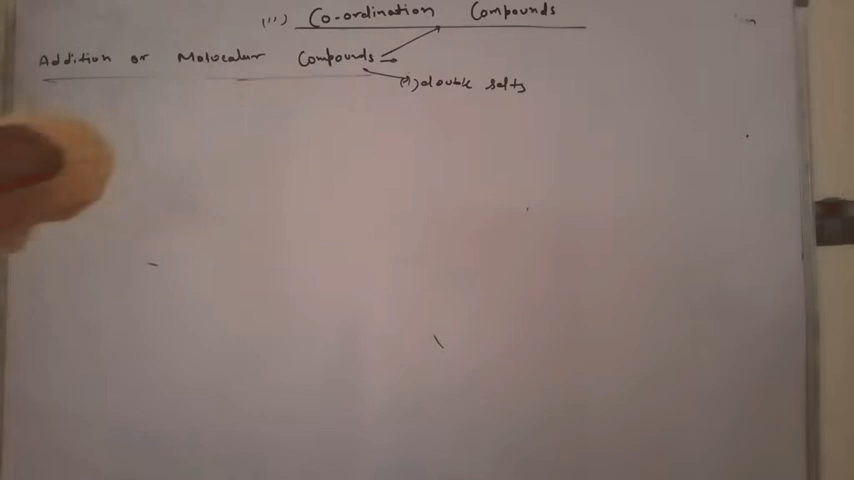 (ii) Co-ordination Compounds
Addition or Molecular Compounds
(i) double salts